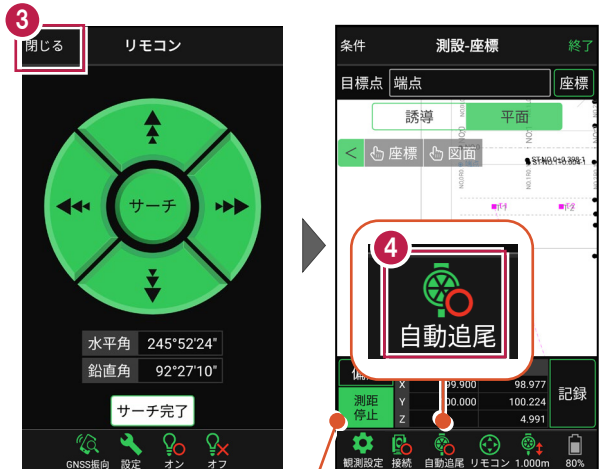 3
閉じる
リモコン
サーチ
水平角 245°52'24"
鉛直角 92°27'10"
サーチ完了
GNSS振向 設定 オン オフ
条件 測設-座標 終了
目標点 端点 座標
誘導 平面
< 座標 図面
4
自動追尾
X 99.900 98.977
測距 Y 100.224
停止 Z 4.991
記録
観測設定 接続 自動追尾 リモコン 1.000m 80%